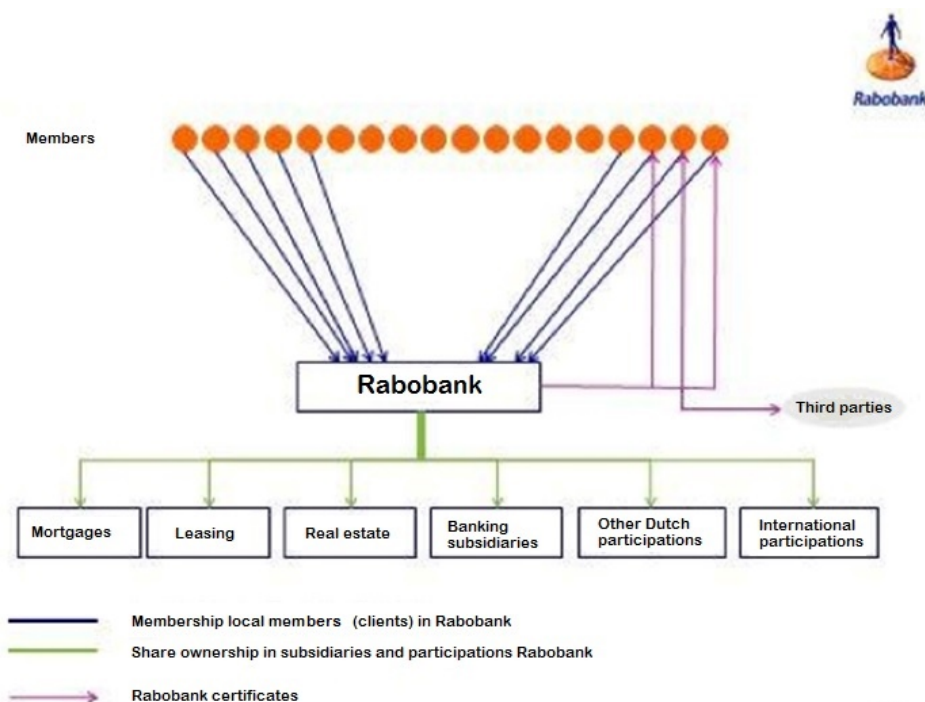 Rabobank
Members
Rabobank
Third parties
Mortgages
Leasing
Real estate
Banking
subsidiaries
Other Dutch
participations
International
participations
Membership local members (clients) in Rabobank
Share ownership in subsidiaries and participations Rabobank
Rabobank certificates